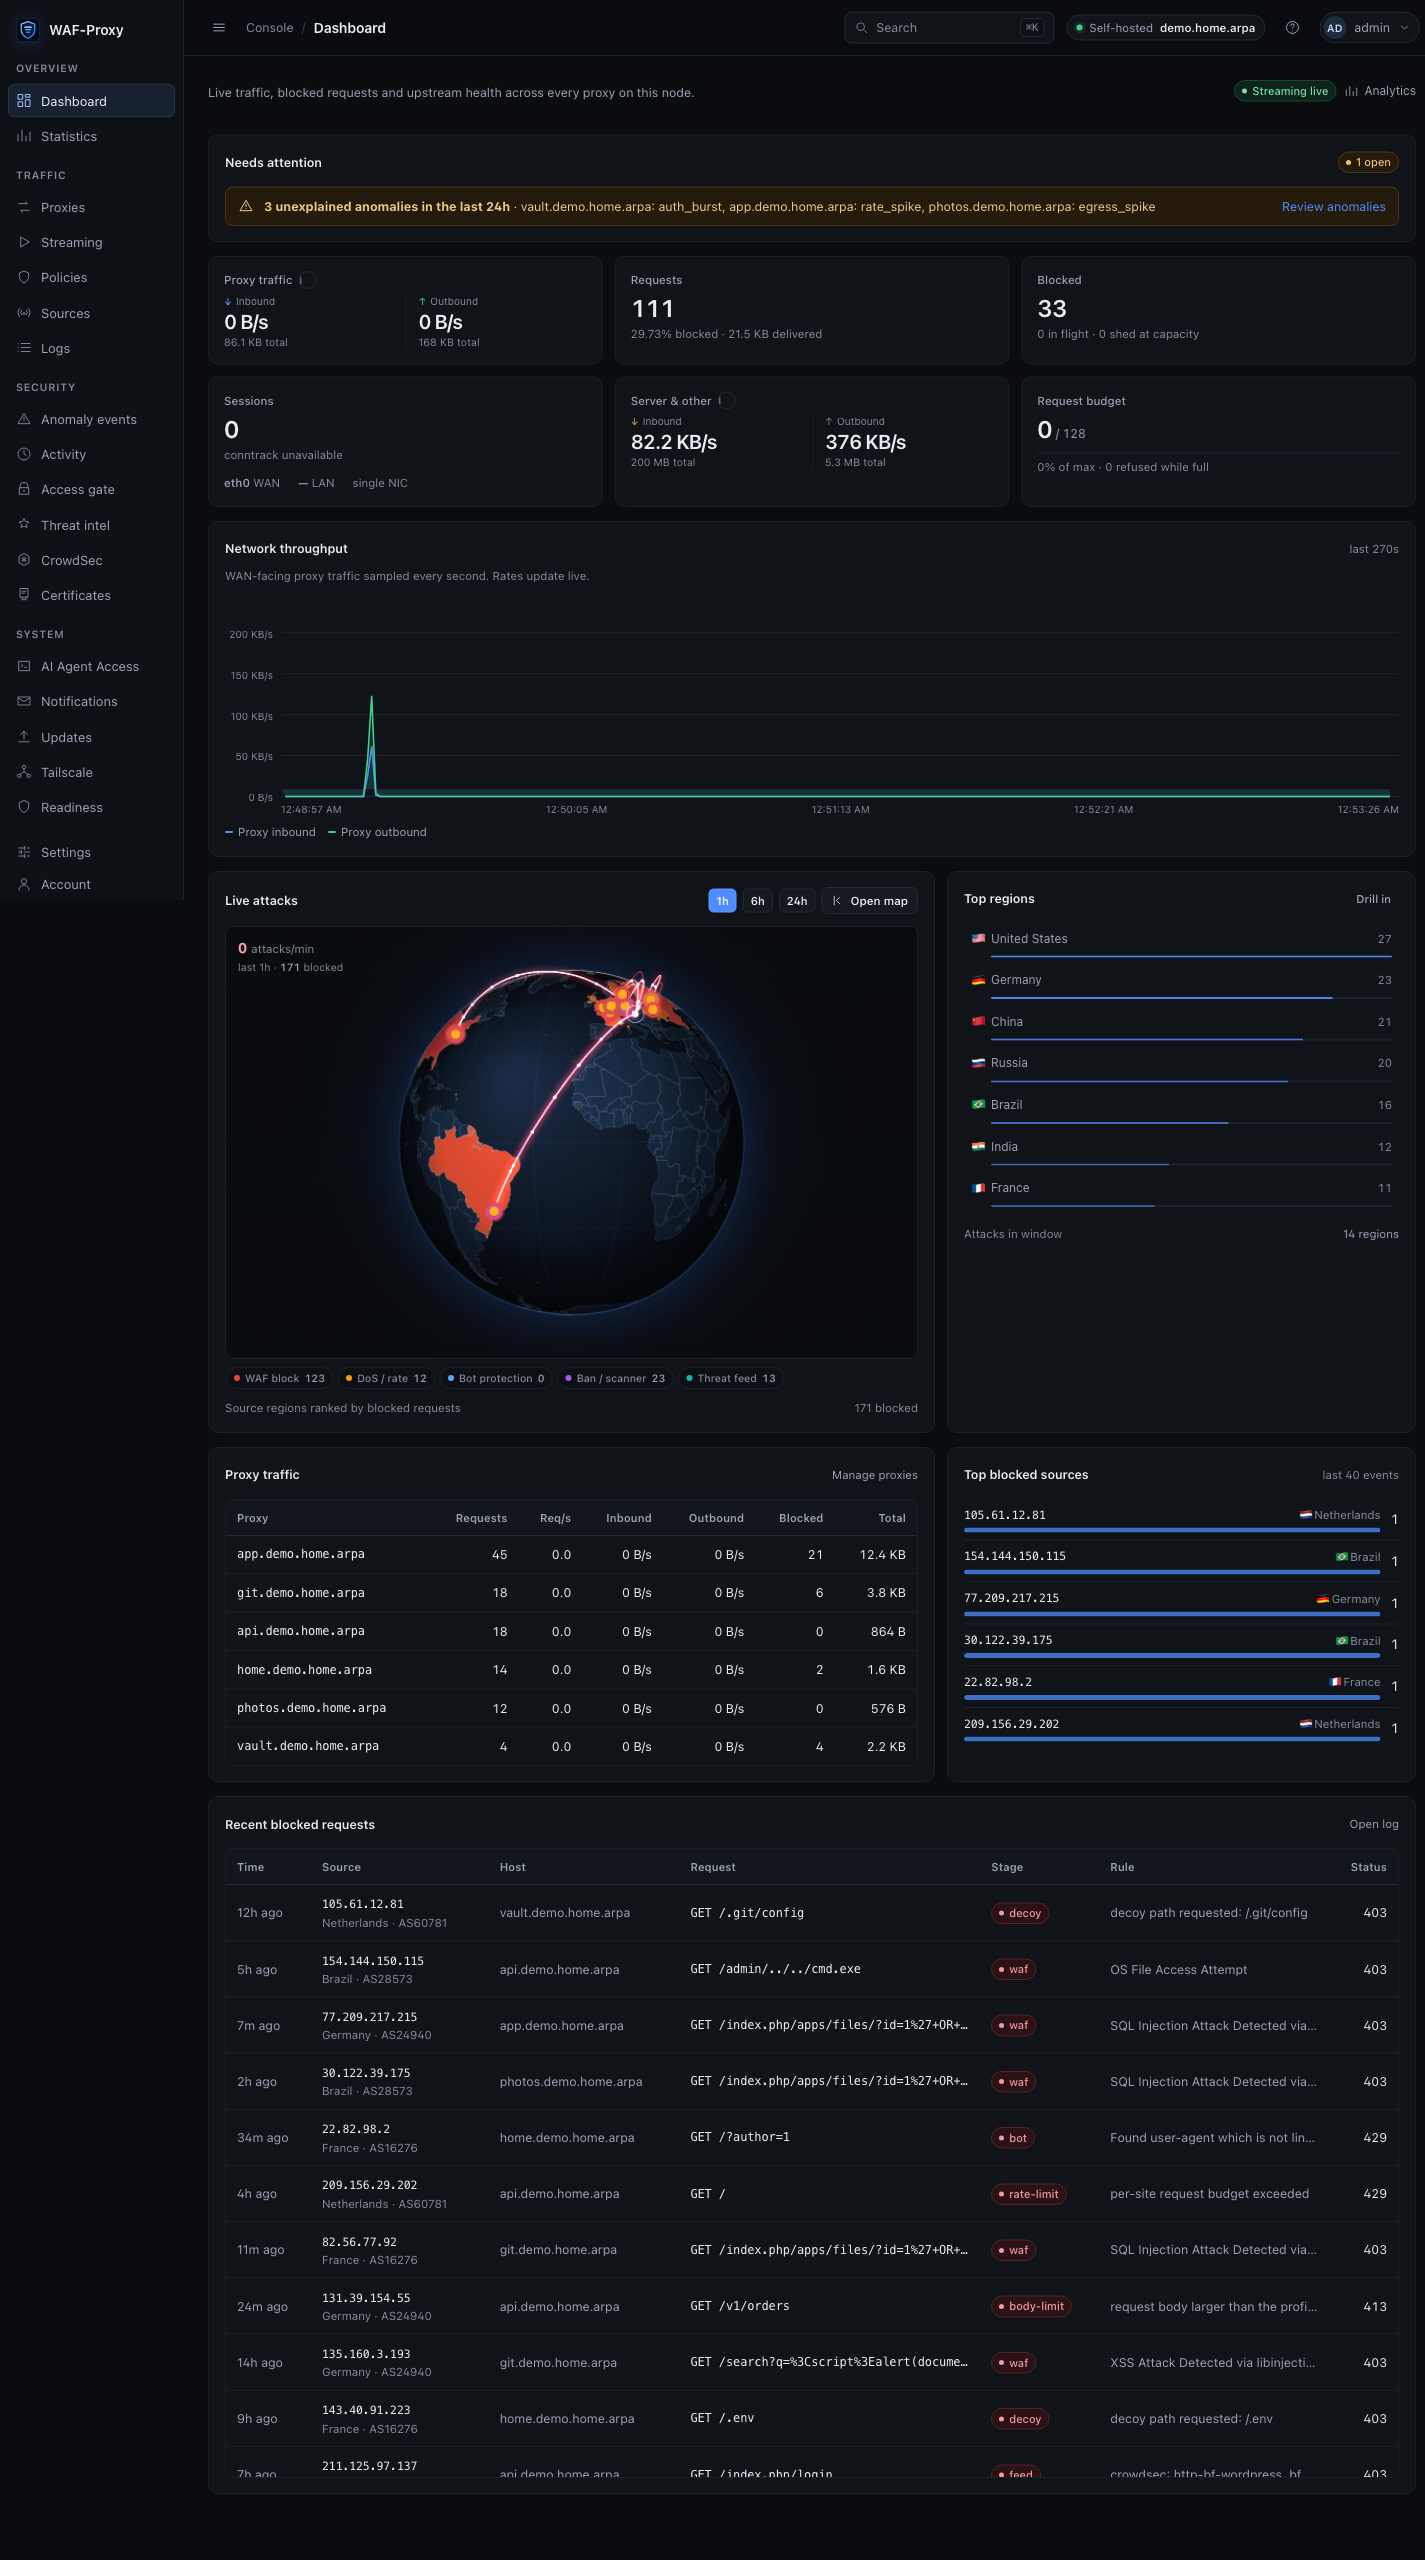 WAF-Proxy
OVERVIEW
Dashboard
Statistics
TRAFFIC
Proxies
Streaming
Policies
Sources
Logs
SECURITY
Anomaly events
Activity
Access gate
Threat intel
CrowdSec
Certificates
SYSTEM
AI Agent Access
Notifications
Updates
Tailscale
Readiness
Settings
Account
Console / Dashboard
Search ⌘K
Self-hosted demo.home.arpa
AD admin
Live traffic, blocked requests and upstream health across every proxy on this node.
Streaming live
Analytics
Needs attention
1 open
3 unexplained anomalies in the last 24h · vault.demo.home.arpa: auth_burst, app.demo.home.arpa: rate_spike, photos.demo.home.arpa: egress_spike
Review anomalies
Proxy traffic
↓ Inbound
0 B/s
86.1 KB total
↑ Outbound
0 B/s
168 KB total
Requests
111
29.73% blocked · 21.5 KB delivered
Blocked
33
0 in flight · 0 shed at capacity
Sessions
0
conntrack unavailable
eth0 WAN — LAN single NIC
Server & other
↓ Inbound
82.2 KB/s
200 MB total
↑ Outbound
376 KB/s
5.3 MB total
Request budget
0 / 128
0% of max · 0 refused while full
Network throughput
last 270s
WAN-facing proxy traffic sampled every second. Rates update live.
200 KB/s
150 KB/s
100 KB/s
50 KB/s
0 B/s
12:48:57 AM 12:50:05 AM 12:51:13 AM 12:52:21 AM 12:53:26 AM
Proxy inbound Proxy outbound
Live attacks
1h 6h 24h Open map
0 attacks/min
last 1h · 171 blocked
WAF block 123 DoS / rate 12 Bot protection 0 Ban / scanner 23 Threat feed 13
Source regions ranked by blocked requests 171 blocked
Top regions Drill in
United States 27
Germany 23
China 21
Russia 20
Brazil 16
India 12
France 11
Attacks in window 14 regions
Proxy traffic Manage proxies
Proxy Requests Req/s Inbound Outbound Blocked Total
app.demo.home.arpa 45 0.0 0 B/s 0 B/s 21 12.4 KB
git.demo.home.arpa 18 0.0 0 B/s 0 B/s 6 3.8 KB
api.demo.home.arpa 18 0.0 0 B/s 0 B/s 0 864 B
home.demo.home.arpa 14 0.0 0 B/s 0 B/s 2 1.6 KB
photos.demo.home.arpa 12 0.0 0 B/s 0 B/s 0 576 B
vault.demo.home.arpa 4 0.0 0 B/s 0 B/s 4 2.2 KB
Top blocked sources last 40 events
105.61.12.81 Netherlands 1
154.144.150.115 Brazil 1
77.209.217.215 Germany 1
30.122.39.175 Brazil 1
22.82.98.2 France 1
209.156.29.202 Netherlands 1
Recent blocked requests Open log
Time Source Host Request Stage Rule Status
12h ago 105.61.12.81 vault.demo.home.arpa GET /.git/config decoy decoy path requested: /.git/config 403
Netherlands · AS60781
5h ago 154.144.150.115 api.demo.home.arpa GET /admin/../../cmd.exe waf OS File Access Attempt 403
Brazil · AS28573
7m ago 77.209.217.215 app.demo.home.arpa GET /index.php/apps/files/?id=1%27+OR+… waf SQL Injection Attack Detected via… 403
Germany · AS24940
2h ago 30.122.39.175 photos.demo.home.arpa GET /index.php/apps/files/?id=1%27+OR+… waf SQL Injection Attack Detected via… 403
Brazil · AS28573
34m ago 22.82.98.2 home.demo.home.arpa GET /?author=1 bot Found user-agent which is not lin… 429
France · AS16276
4h ago 209.156.29.202 api.demo.home.arpa GET / rate-limit per-site request budget exceeded 429
Netherlands · AS60781
11m ago 82.56.77.92 git.demo.home.arpa GET /index.php/apps/files/?id=1%27+OR+… waf SQL Injection Attack Detected via… 403
France · AS16276
24m ago 131.39.154.55 api.demo.home.arpa GET /v1/orders body-limit request body larger than the profi… 413
Germany · AS24940
14h ago 135.160.3.193 git.demo.home.arpa GET /search?q=%3Cscript%3Ealert(docume… waf XSS Attack Detected via libinjecti… 403
Germany · AS24940
9h ago 143.40.91.223 home.demo.home.arpa GET /.env decoy decoy path requested: /.env 403
France · AS16276
7h ago 211.125.97.137 api.demo.home.arpa GET /index.php/login feed crowdsec: http-bf-wordpress_bf 403